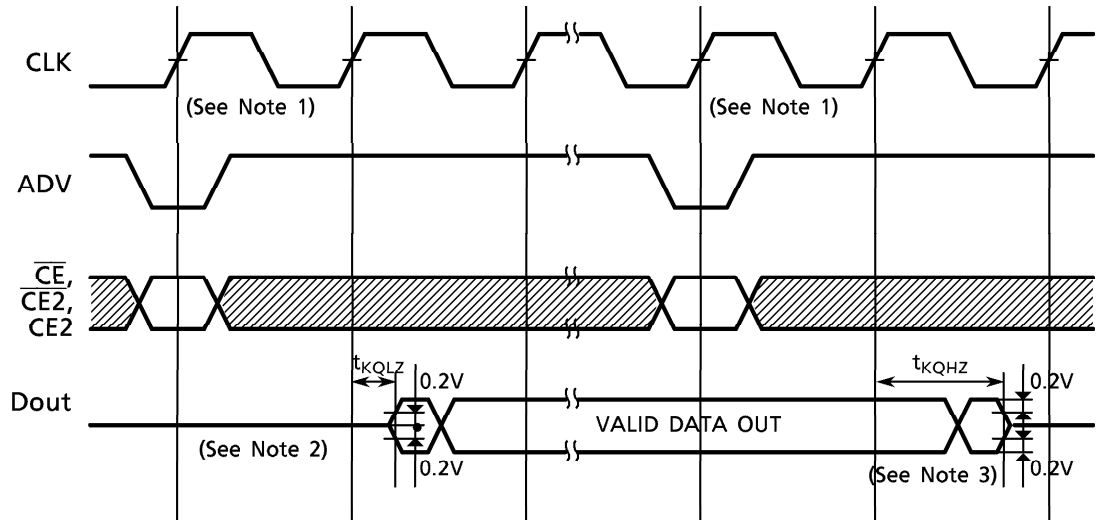 CLK
(See Note 1)
(See Note 1)
ADV
CE,
CE2,
CE2
tKQLZ
tKQHZ
0.2V
0.2V
Dout
VALID DATA OUT
(See Note 2)
0.2V
(See Note 3)
0.2V